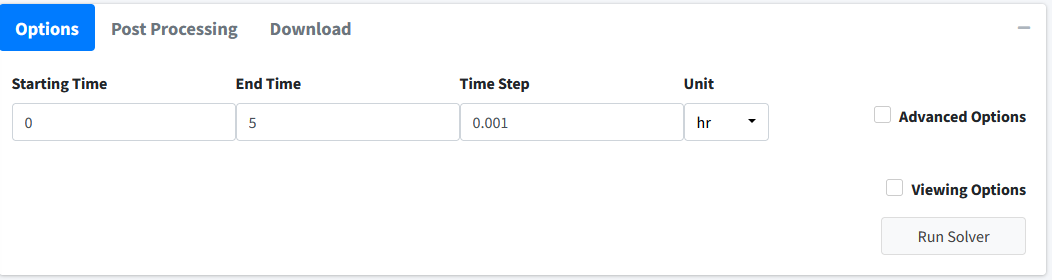 Options Post Processing Download
Starting Time End Time Time Step Unit
0 5 0.001 hr
Advanced Options
Viewing Options
Run Solver